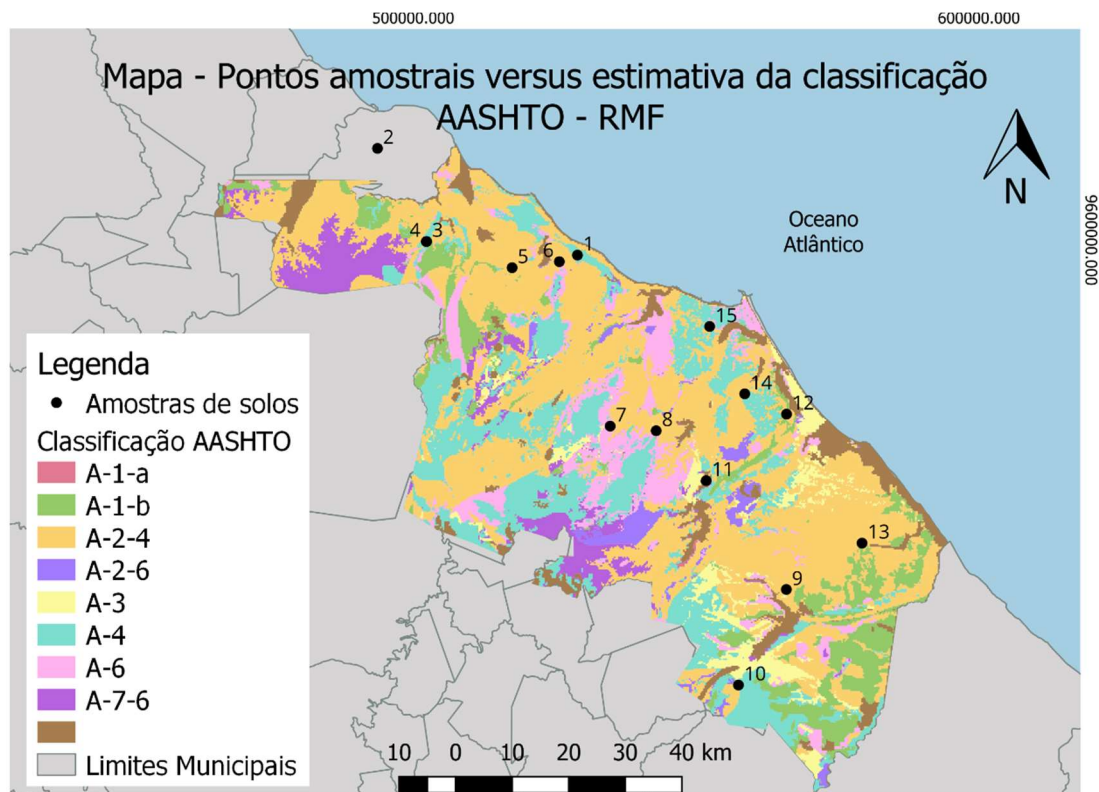 500000.000
600000.000
Mapa - Pontos amostrais versus estimativa da classificação
AASHTO - RMF
N
Oceano
Atlântico
9600000.000
2
4 3
5
6
1
15
14
12
7
8
11
13
9
10
Legenda
Amostras de solos
Classificação AASHTO
A-1-a
A-1-b
A-2-4
A-2-6
A-3
A-4
A-6
A-7-6
Limites Municipais
10 0 10 20 30 40 km